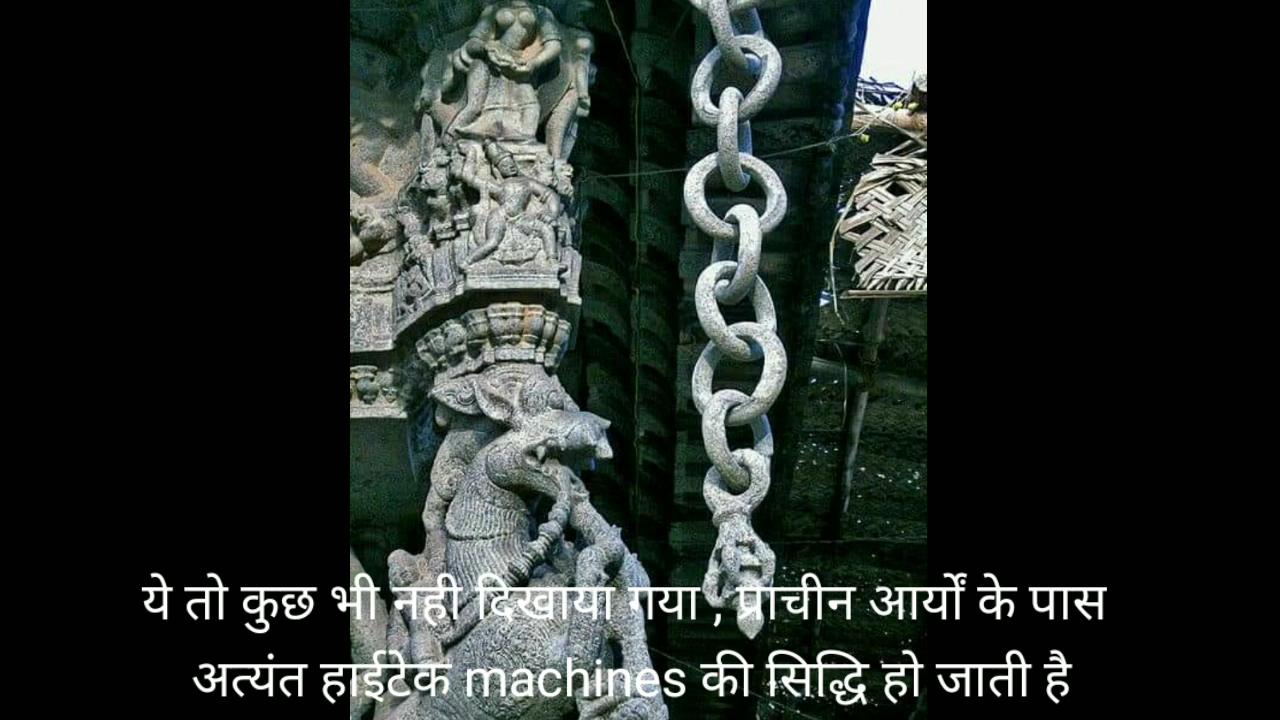 ये तो कुछ भी नही दिखाया गया , प्राचीन आर्यों के पास
अत्यंत हाईटेक machines की सिद्धि हो जाती है